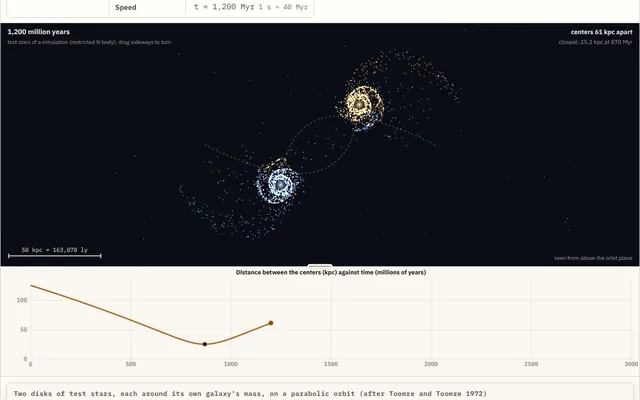 Speed t = 1,200 Myr 1 s = 40 Myr
1,200 million years
centers 61 kpc apart
test stars of a simulation (restricted N body); drag sideways to turn
closest: 25.2 kpc at 870 Myr
50 kpc = 163,078 ly
seen from above the orbit plane
Distance between the centers (kpc) against time (millions of years)
100
50
0
0 500 1000 1500 2000 2500 3000
Two disks of test stars, each around its own galaxy's mass, on a parabolic orbit (after Toomre and Toomre 1972)